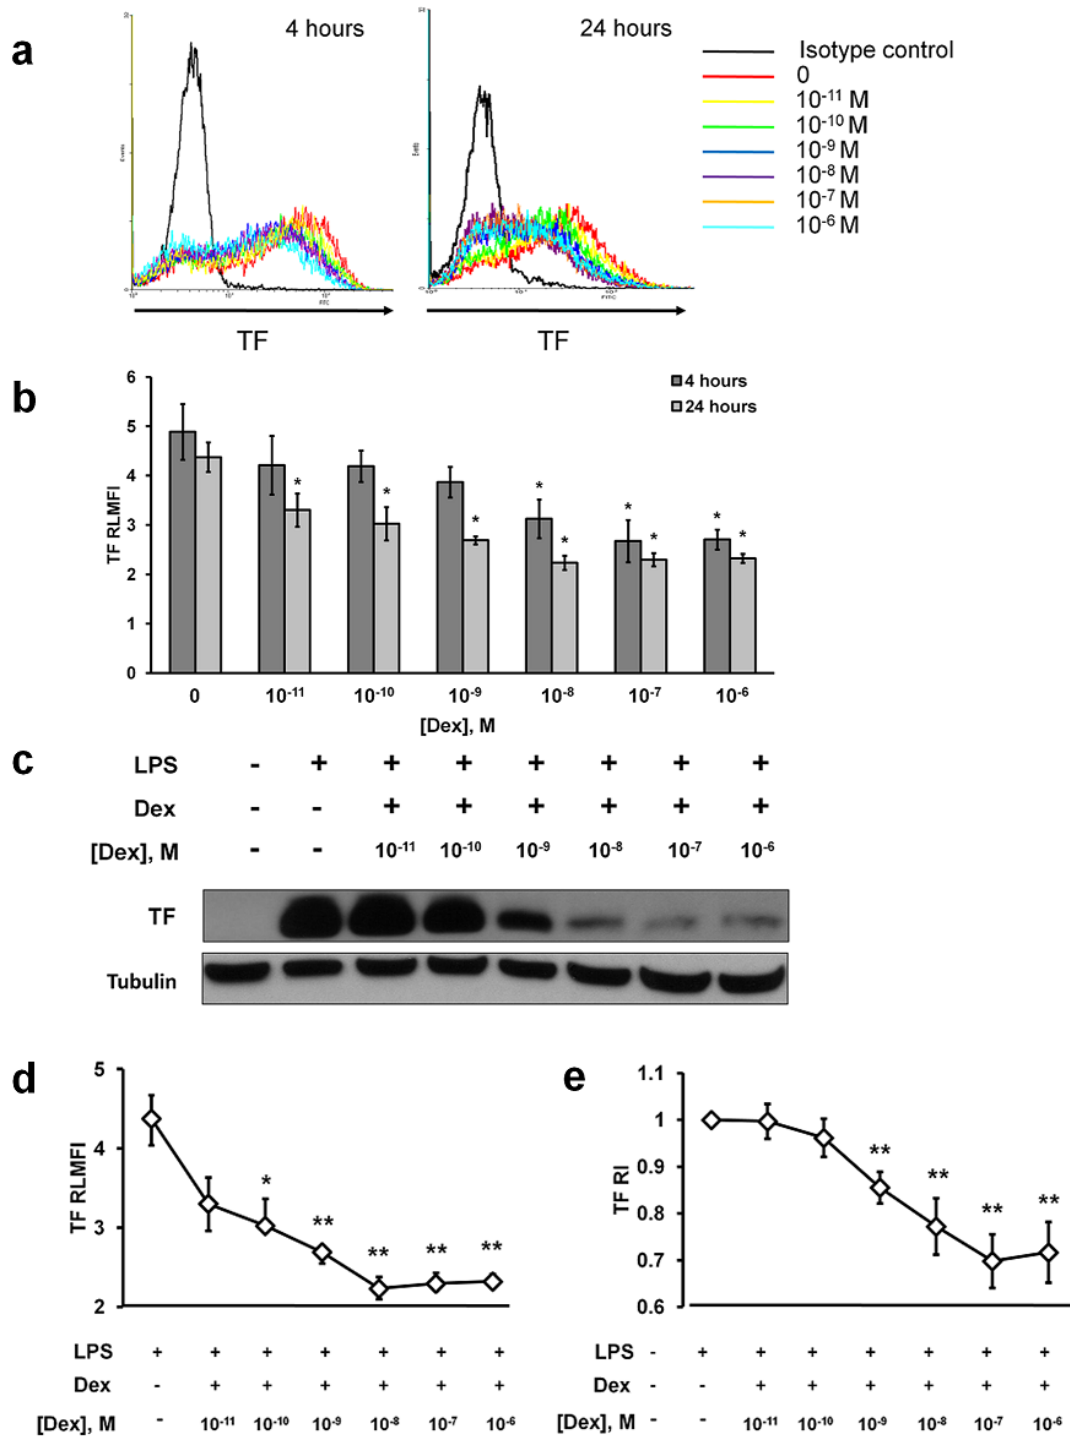 a
4 hours
24 hours
Isotype control
0
10⁻¹¹ M
10⁻¹⁰ M
10⁻⁹ M
10⁻⁸ M
10⁻⁷ M
10⁻⁶ M
TF
TF
b
4 hours
24 hours
TF RLMFI
6
5
4
3
2
1
0
* * * * * * * * *
0 10⁻¹¹ 10⁻¹⁰ 10⁻⁹ 10⁻⁸ 10⁻⁷ 10⁻⁶
[Dex], M
c
LPS - + + + + + + +
Dex - - + + + + + +
[Dex], M - - 10⁻¹¹ 10⁻¹⁰ 10⁻⁹ 10⁻⁸ 10⁻⁷ 10⁻⁶
TF
Tubulin
d
TF RLMFI
5
4
3
2
* ** ** ** **
LPS + + + + + + +
Dex - + + + + + +
[Dex], M - 10⁻¹¹ 10⁻¹⁰ 10⁻⁹ 10⁻⁸ 10⁻⁷ 10⁻⁶
e
TF RI
1.1
1
0.9
0.8
0.7
0.6
** ** ** **
LPS - + + + + + + +
Dex - - + + + + + +
[Dex], M - - 10⁻¹¹ 10⁻¹⁰ 10⁻⁹ 10⁻⁸ 10⁻⁷ 10⁻⁶